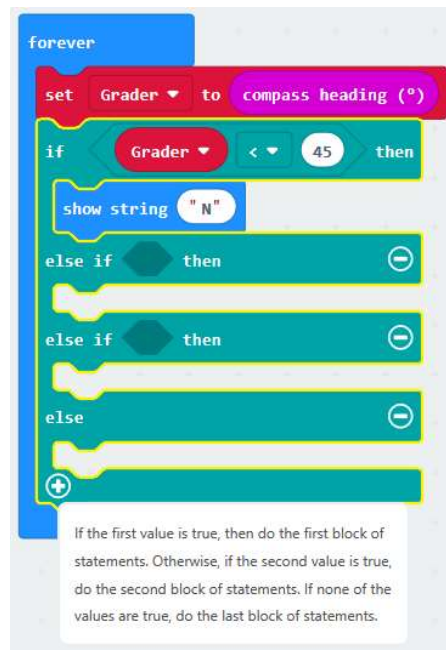 forever
set Grader to compass heading (°)
if Grader < 45 then
show string "N"
else if then
else if then
else
If the first value is true, then do the first block of
statements. Otherwise, if the second value is true,
do the second block of statements. If none of the
values are true, do the last block of statements.